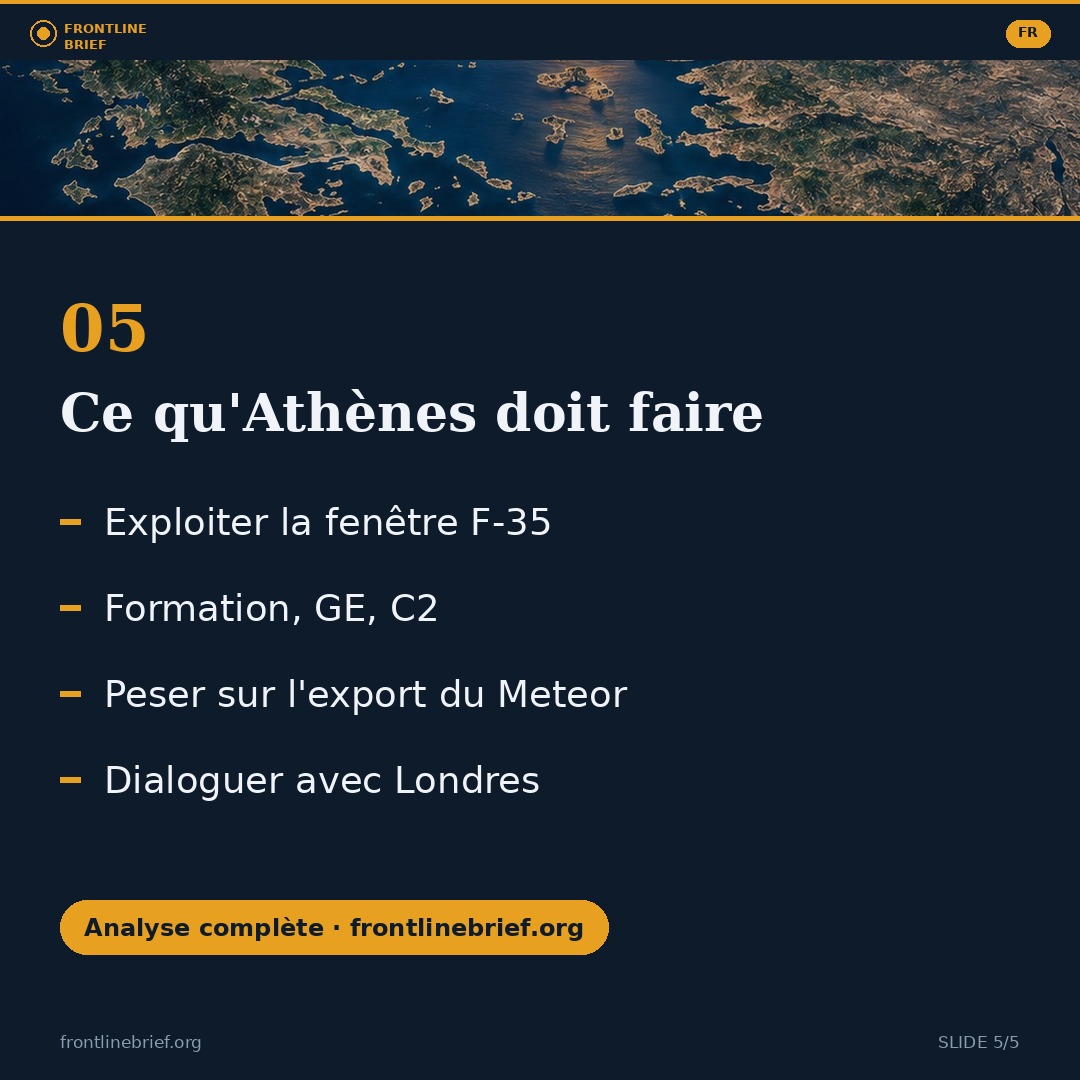 FRONTLINE
BRIEF
FR
05
Ce qu'Athènes doit faire
– Exploiter la fenêtre F-35
– Formation, GE, C2
– Peser sur l'export du Meteor
– Dialoguer avec Londres
Analyse complète · frontlinebrief.org
frontlinebrief.org
SLIDE 5/5